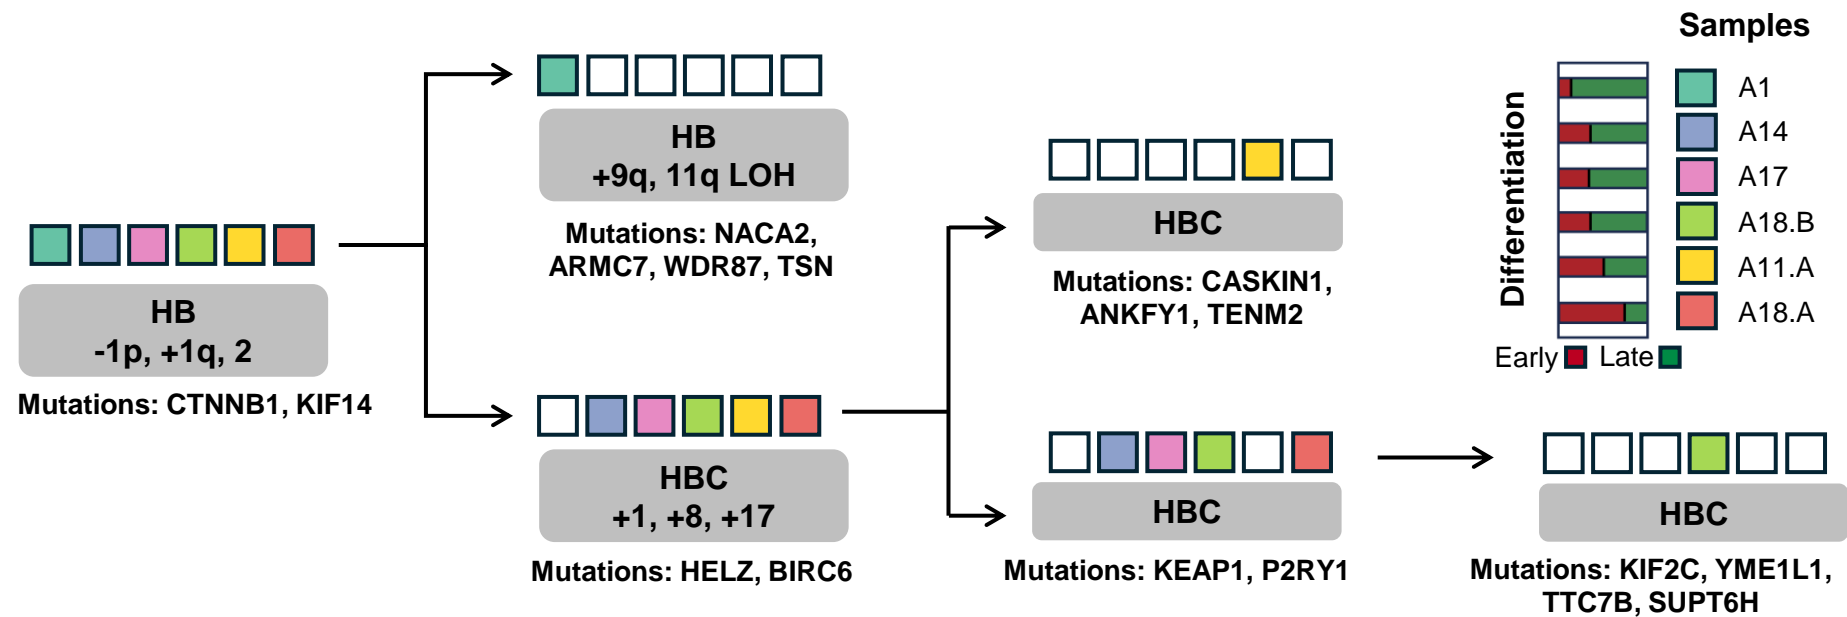 HB
-1p, +1q, 2
Mutations: CTNNB1, KIF14
HB
+9q, 11q LOH
Mutations: NACA2,
ARMC7, WDR87, TSN
HBC
+1, +8, +17
Mutations: HELZ, BIRC6
HBC
Mutations: CASKIN1,
ANKFY1, TENM2
HBC
Mutations: KEAP1, P2RY1
HBC
Mutations: KIF2C, YME1L1,
TTC7B, SUPT6H
Samples
Differentiation
A1
A14
A17
A18.B
A11.A
A18.A
Early
Late